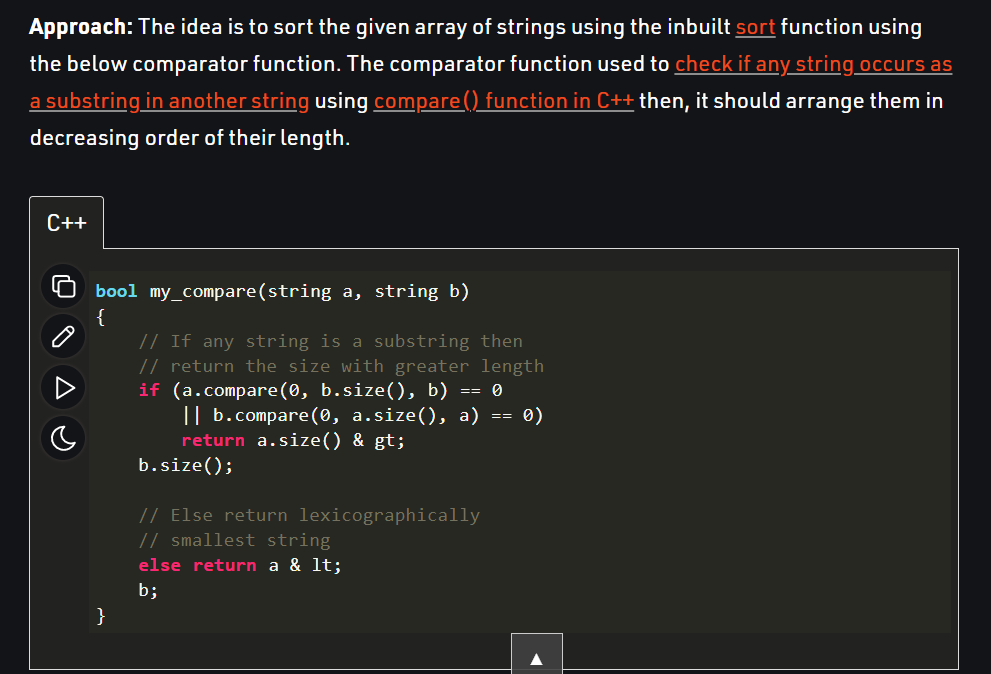 Approach: The idea is to sort the given array of strings using the inbuilt sort function using
the below comparator function. The comparator function used to check if any string occurs as
a substring in another string using compare() function in C++ then, it should arrange them in
decreasing order of their length.
C++
bool my_compare(string a, string b)
{
    // If any string is a substring then
    // return the size with greater length
    if (a.compare(0, b.size(), b) == 0
        || b.compare(0, a.size(), a) == 0)
        return a.size() & gt;
    b.size();
    // Else return lexicographically
    // smallest string
    else return a & lt;
    b;
}